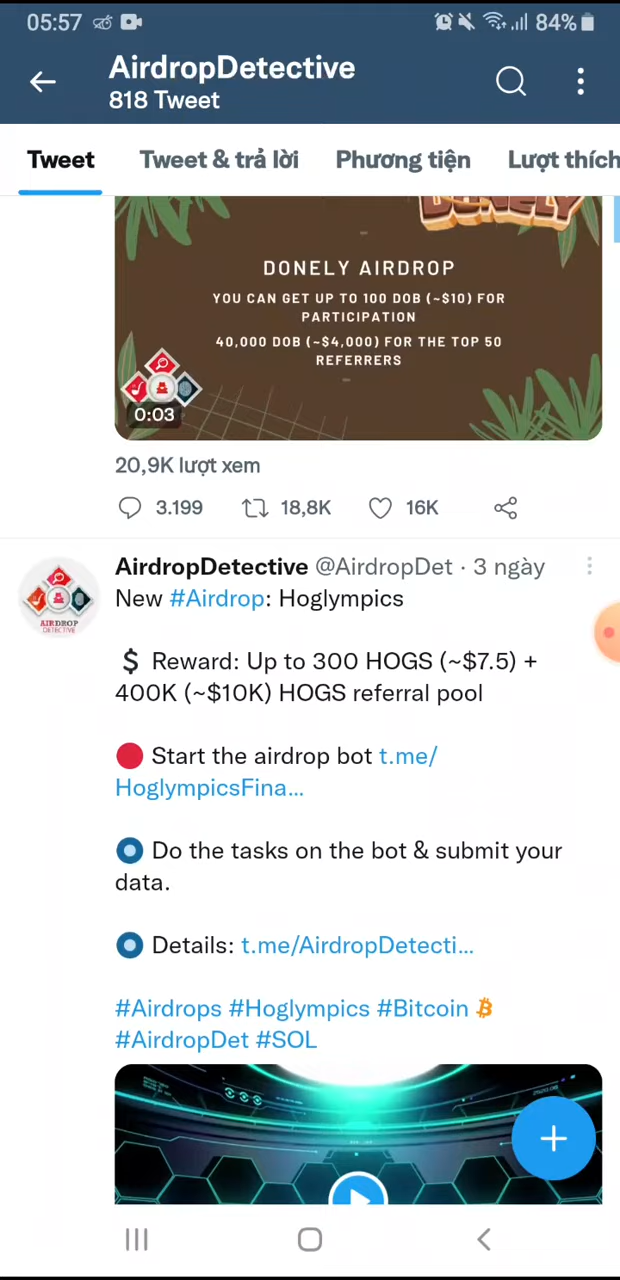 05:57
84%
AirdropDetective
818 Tweet
Tweet
Tweet & trả lời
Phương tiện
Lượt thích
DONELY
DONELY AIRDROP
YOU CAN GET UP TO 100 DOB (~$10) FOR
PARTICIPATION
40,000 DOB (~$4,000) FOR THE TOP 50
REFERRERS
0:03
20,9K lượt xem
3.199
18,8K
16K
AirdropDetective @AirdropDet · 3 ngày
New #Airdrop: Hoglympics
AIRDROP
DETECTIVE
💲 Reward: Up to 300 HOGS (~$7.5) +
400K (~$10K) HOGS referral pool
🔴 Start the airdrop bot t.me/
HoglympicsFina...
Do the tasks on the bot & submit your
data.
Details: t.me/AirdropDetecti...
#Airdrops #Hoglympics #Bitcoin ₿
#AirdropDet #SOL